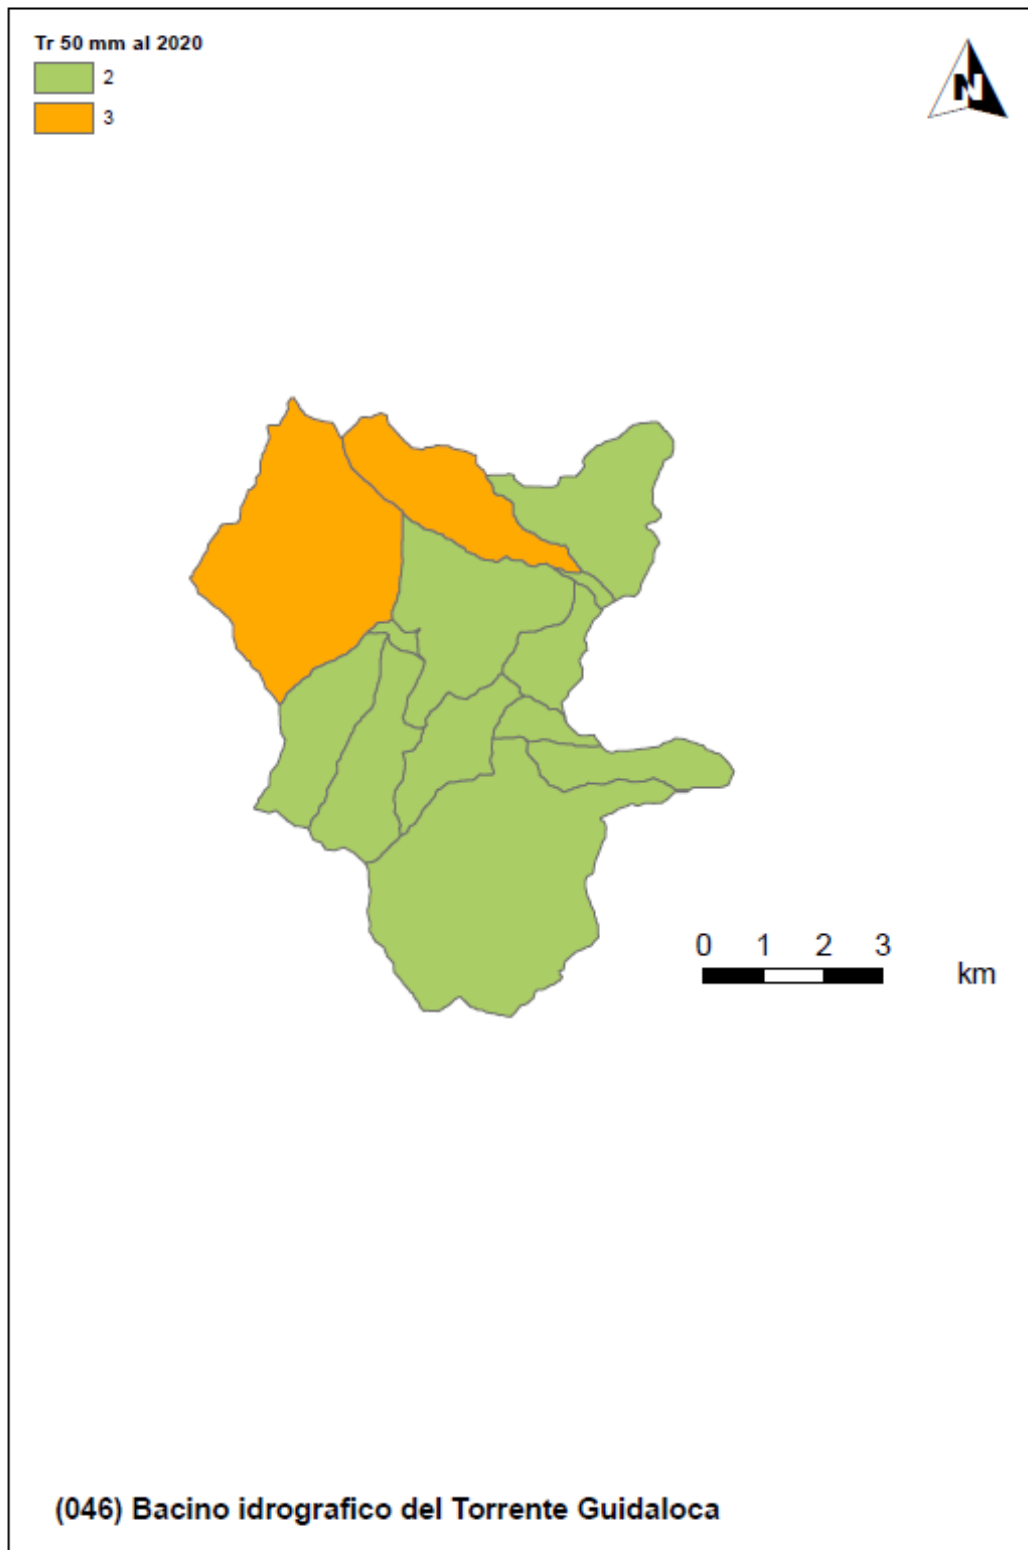 Tr 50 mm al 2020
2
3
N
0 1 2 3
km
(046) Bacino idrografico del Torrente Guidaloca